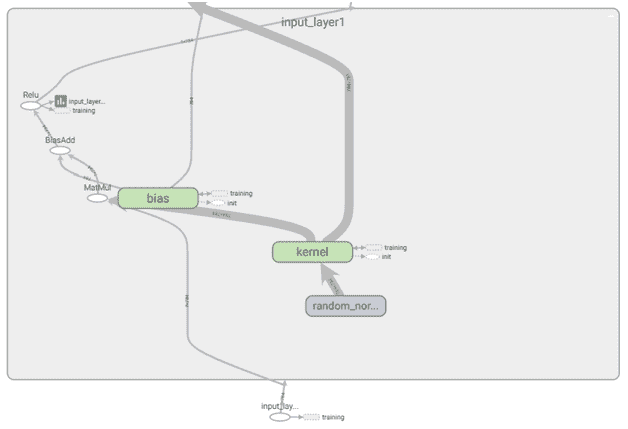 input_layer1
Relu
input_layer...
training
BiasAdd
MatMul
bias
training
init
kernel
training
init
random_nor...
input_lay...
training